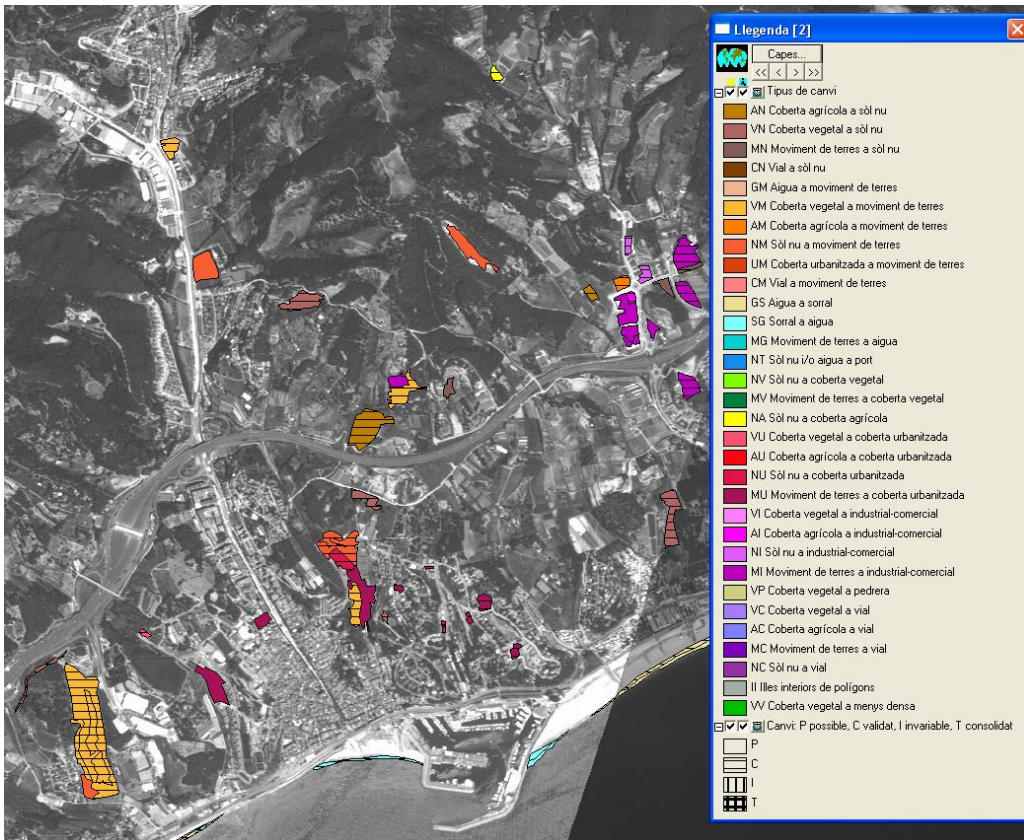 Llegenda [2]
Capes...
<< < > >>
Tipus de canvi
AN Coberta agrícola a sòl nu
VN Coberta vegetal a sòl nu
MN Moviment de terres a sòl nu
CN Vial a sòl nu
GM Aigua a moviment de terres
VM Coberta vegetal a moviment de terres
AM Coberta agrícola a moviment de terres
NM Sòl nu a moviment de terres
UM Coberta urbanitzada a moviment de terres
CM Vial a moviment de terres
GS Aigua a sorral
SG Sorral a aigua
MG Moviment de terres a aigua
NT Sòl nu i/o aigua a port
NV Sòl nu a coberta vegetal
MV Moviment de terres a coberta vegetal
NA Sòl nu a coberta agrícola
VU Coberta vegetal a coberta urbanitzada
AU Coberta agrícola a coberta urbanitzada
NU Sòl nu a coberta urbanitzada
MU Moviment de terres a coberta urbanitzada
VI Coberta vegetal a industrial-comercial
AI Coberta agrícola a industrial-comercial
NI Sòl nu a industrial-comercial
MI Moviment de terres a industrial-comercial
VP Coberta vegetal a pedrera
VC Coberta vegetal a vial
AC Coberta agrícola a vial
MC Moviment de terres a vial
NC Sòl nu a vial
II Illes interiors de polígons
VV Coberta vegetal a menys densa
Canvi: P possible, C validat, I invariable, T consolidat
P
C
I
T